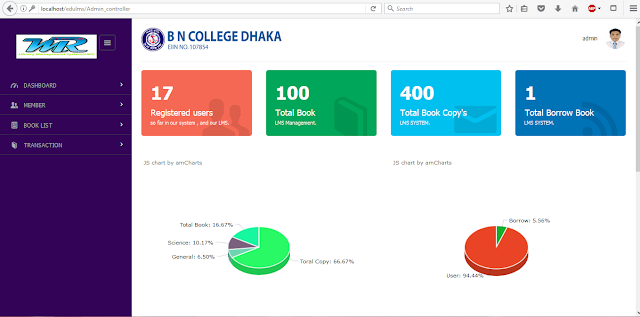 localhost/edulms/Admin_controller
Search
WR
B N COLLEGE DHAKA
EIIN NO.107854
admin
DASHBOARD
MEMBER
BOOK LIST
TRANSACTION
17
Registered users
so far in our system , and our LMS.
100
Total Book
LMS Management.
400
Total Book Copy's
LMS SYSTEM.
1
Total Borrow Book
LMS SYSTEM.
JS chart by amCharts
JS chart by amCharts
Total Book: 16.67%
Science: 10.17%
General: 6.50%
Toral Copy: 66.67%
Borrow: 5.56%
User: 94.44%